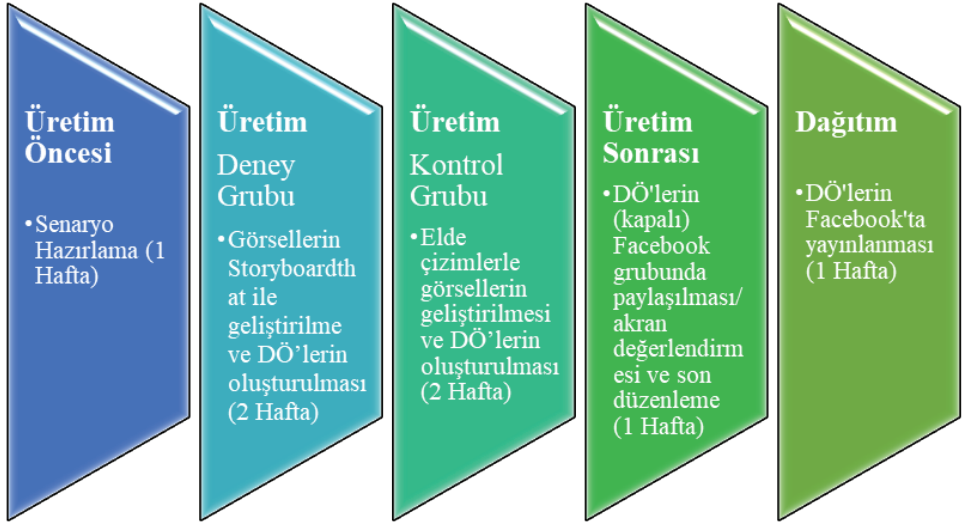 Üretim
Öncesi
•Senaryo
Hazırlama (1
Hafta)
Üretim
Deney
Grubu
•Görsellerin
Storyboardth
at ile
geliştirilme
ve DÖ’lerin
oluşturulması
(2 Hafta)
Üretim
Kontrol
Grubu
•Elde
çizimlerle
görsellerin
geliştirilmesi
ve DÖ’lerin
oluşturulması
(2 Hafta)
Üretim
Sonrası
•DÖ'lerin
(kapalı)
Facebook
grubunda
paylaşılması/
akran
değerlendirm
esi ve son
düzenleme
(1 Hafta)
Dağıtım
•DÖ'lerin
Facebook'ta
yayınlanması
(1 Hafta)